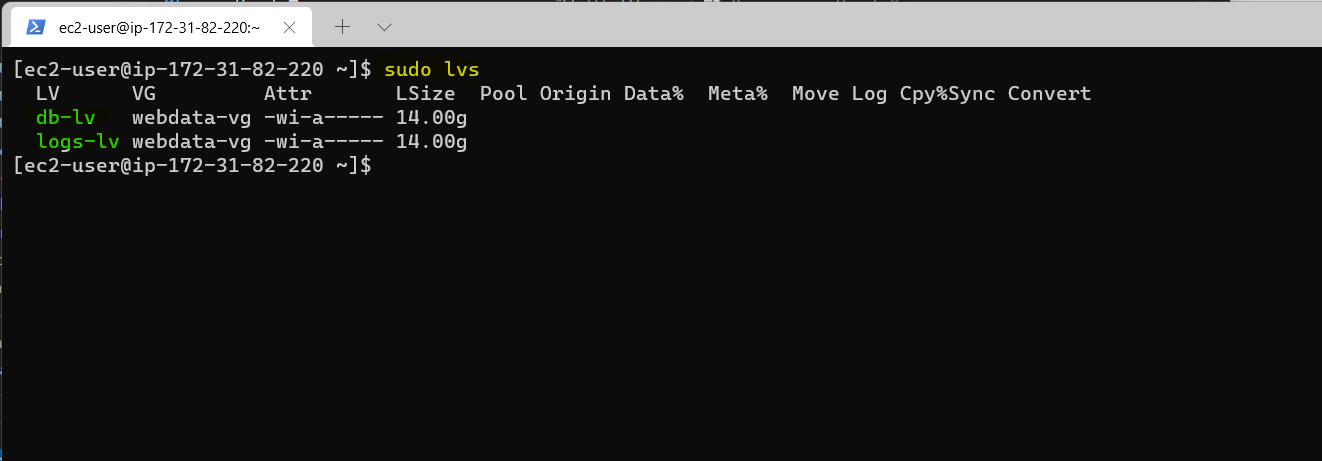 ec2-user@ip-172-31-82-220:~
[ec2-user@ip-172-31-82-220 ~]$ sudo lvs
  LV      VG         Attr       LSize  Pool Origin Data%  Meta%  Move Log Cpy%Sync Convert
  db-lv   webdata-vg -wi-a----- 14.00g
  logs-lv webdata-vg -wi-a----- 14.00g
[ec2-user@ip-172-31-82-220 ~]$